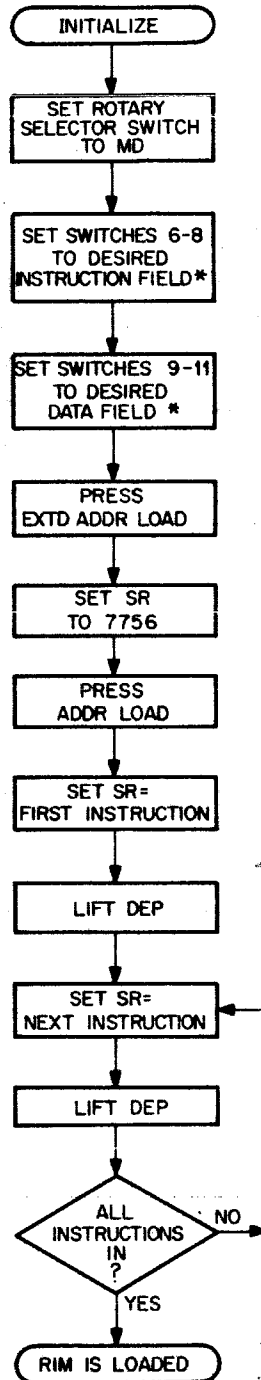 INITIALIZE
SET ROTARY
SELECTOR SWITCH
TO MD
SET SWITCHES 6-8
TO DESIRED
INSTRUCTION FIELD*
SET SWITCHES 9-11
TO DESIRED
DATA FIELD *
PRESS
EXTD ADDR LOAD
SET SR
TO 7756
PRESS
ADDR LOAD
SET SR=
FIRST INSTRUCTION
LIFT DEP
SET SR=
NEXT INSTRUCTION
LIFT DEP
ALL
INSTRUCTIONS
IN
?
NO
YES
RIM IS LOADED